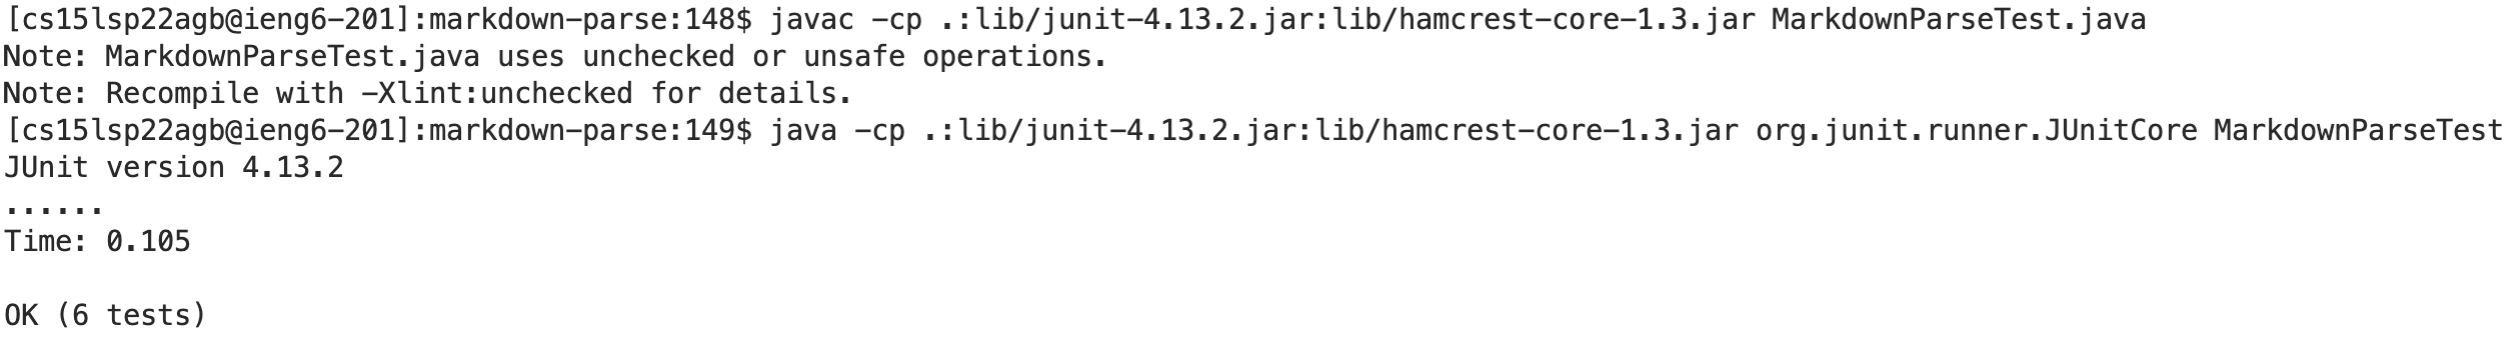 [cs15lsp22agb@ieng6-201]:markdown-parse:148$ javac -cp .:lib/junit-4.13.2.jar:lib/hamcrest-core-1.3.jar MarkdownParseTest.java
Note: MarkdownParseTest.java uses unchecked or unsafe operations.
Note: Recompile with -Xlint:unchecked for details.
[cs15lsp22agb@ieng6-201]:markdown-parse:149$ java -cp .:lib/junit-4.13.2.jar:lib/hamcrest-core-1.3.jar org.junit.runner.JUnitCore MarkdownParseTest
JUnit version 4.13.2
......
Time: 0.105
OK (6 tests)